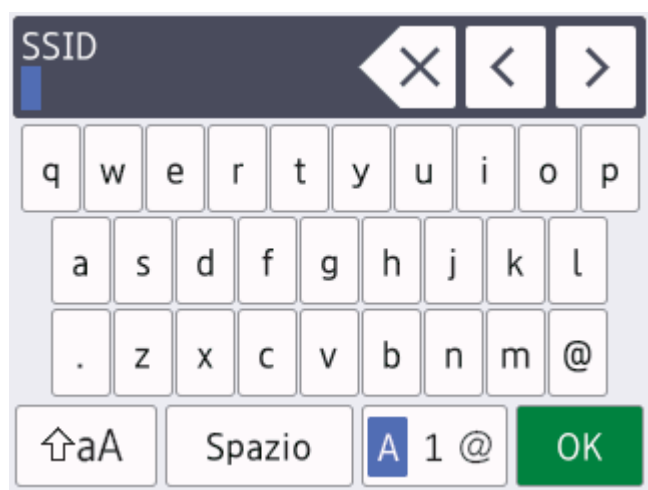 SSID
q w e r t y u i o p
a s d f g h j k l
. z x c v b n m @
aA Spazio A 1 @ OK